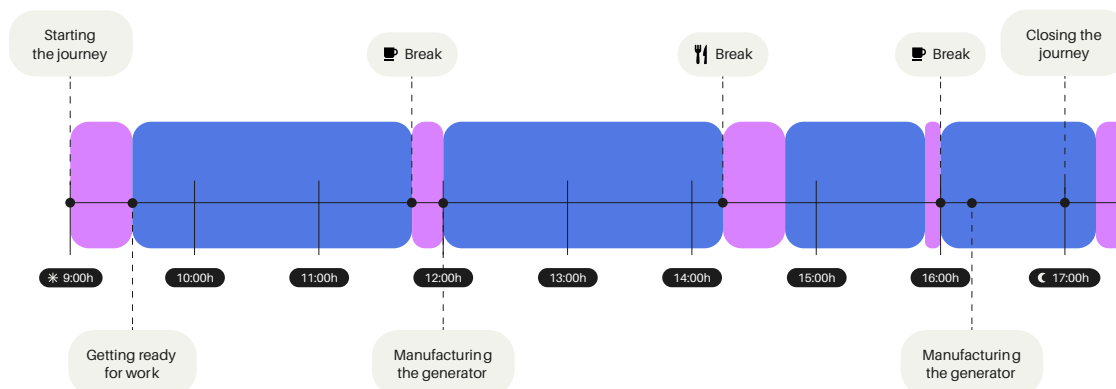 Starting
the journey
Break
Break
Break
Closing the
journey
9:00h
10:00h
11:00h
12:00h
13:00h
14:00h
15:00h
16:00h
17:00h
Getting ready
for work
Manufacturing
the generator
Manufacturing
the generator